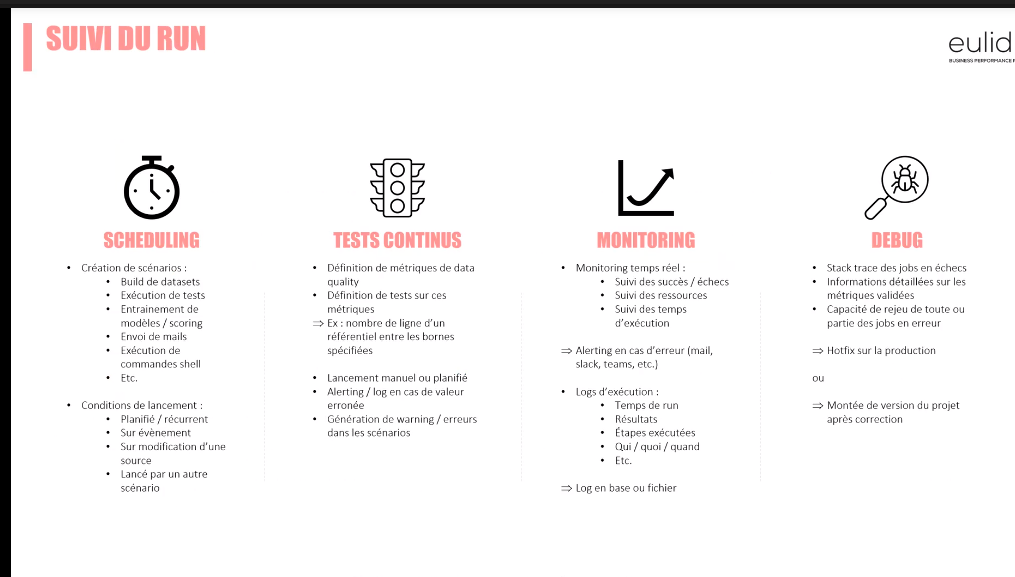 SUIVI DU RUN
eulid
BUSINESS PERFORMANCE
SCHEDULING
• Création de scénarios :
• Build de datasets
• Exécution de tests
• Entrainement de
modèles / scoring
• Envoi de mails
• Exécution de
commandes shell
• Etc.
• Conditions de lancement :
• Planifié / récurrent
• Sur évènement
• Sur modification d’une
source
• Lancé par un autre
scénario
TESTS CONTINUS
• Définition de métriques de data
quality
• Définition de tests sur ces
métriques
⇒ Ex : nombre de ligne d’un
référentiel entre les bornes
spécifiées
• Lancement manuel ou planifié
• Alerting / log en cas de valeur
erronée
• Génération de warning / erreurs
dans les scénarios
MONITORING
• Monitoring temps réel :
• Suivi des succès / échecs
• Suivi des ressources
• Suivi des temps
d’exécution
⇒ Alerting en cas d’erreur (mail,
slack, teams, etc.)
• Logs d’exécution :
• Temps de run
• Résultats
• Étapes exécutées
• Qui / quoi / quand
• Etc.
⇒ Log en base ou fichier
DEBUG
• Stack trace des jobs en échecs
• Informations détaillées sur les
métriques validées
• Capacité de rejeu de toute ou
partie des jobs en erreur
⇒ Hotfix sur la production
ou
⇒ Montée de version du projet
après correction